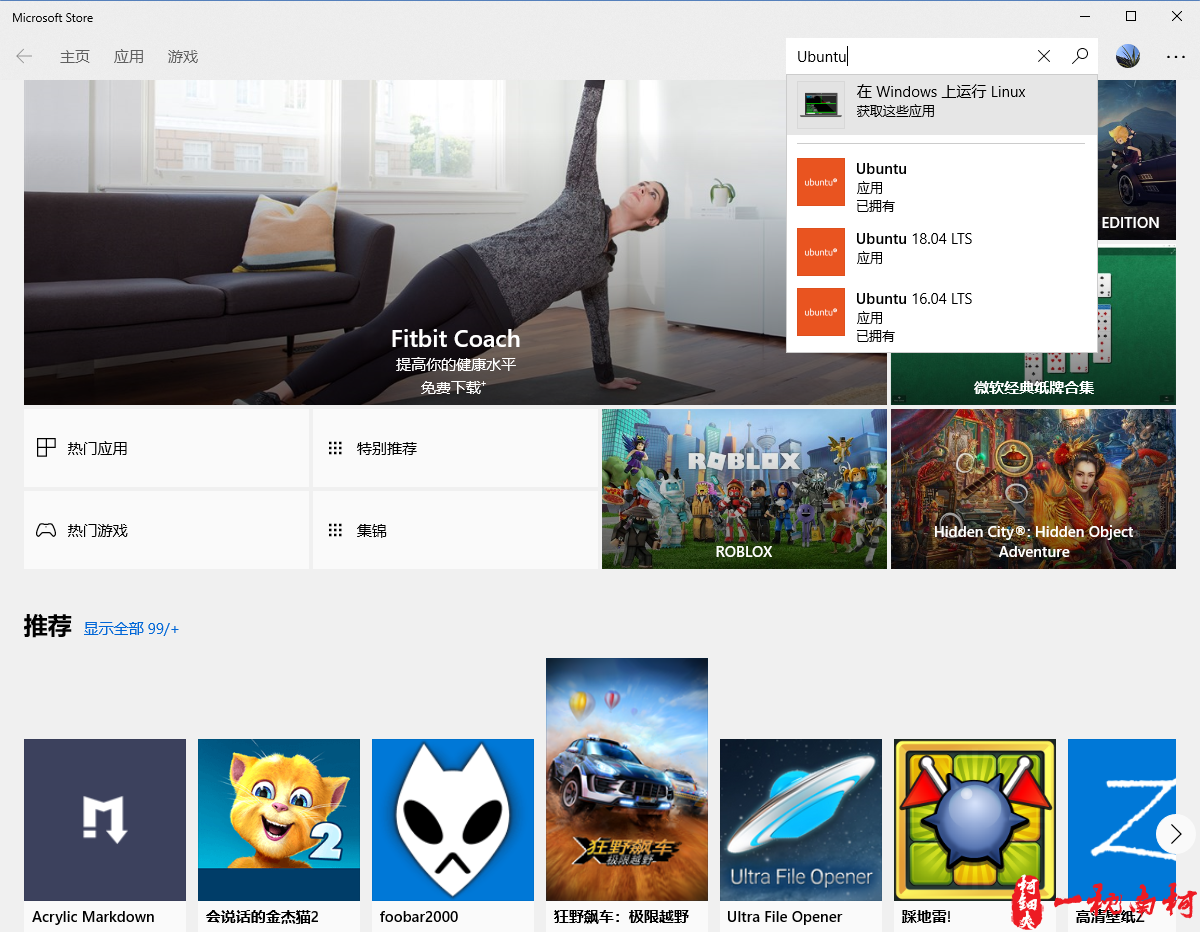 Microsoft Store
主页
应用
游戏
Ubuntu
在 Windows 上运行 Linux
获取这些应用
ubuntu®
Ubuntu
应用
已拥有
ubuntu®
Ubuntu 18.04 LTS
应用
ubuntu®
Ubuntu 16.04 LTS
应用
已拥有
EDITION
Fitbit Coach
提高你的健康水平
免费下载+
微软经典纸牌合集
热门应用
特别推荐
热门游戏
集锦
ROBLOX
ROBLOX
Hidden City®: Hidden Object
Adventure
推荐
显示全部 99/+
2
狂野飙车
极限越野
Ultra File Opener
Acrylic Markdown
会说话的金杰猫2
foobar2000
狂野飙车：极限越野
Ultra File Opener
踩地雷!
高清壁纸Z
柯细炎
一枕南柯